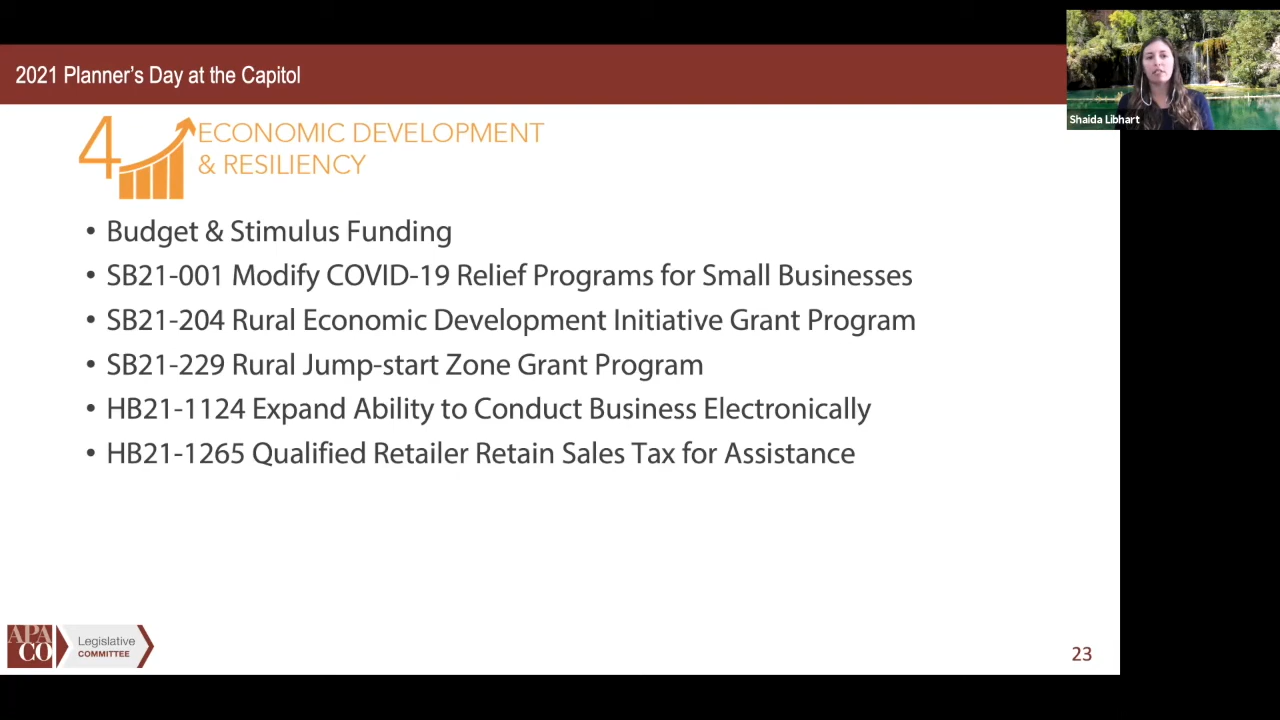 2021 Planner's Day at the Capitol
Shaida Libhart
4
ECONOMIC DEVELOPMENT
& RESILIENCY
• Budget & Stimulus Funding
• SB21-001 Modify COVID-19 Relief Programs for Small Businesses
• SB21-204 Rural Economic Development Initiative Grant Program
• SB21-229 Rural Jump-start Zone Grant Program
• HB21-1124 Expand Ability to Conduct Business Electronically
• HB21-1265 Qualified Retailer Retain Sales Tax for Assistance
APA
CO
Legislative
COMMITTEE
23